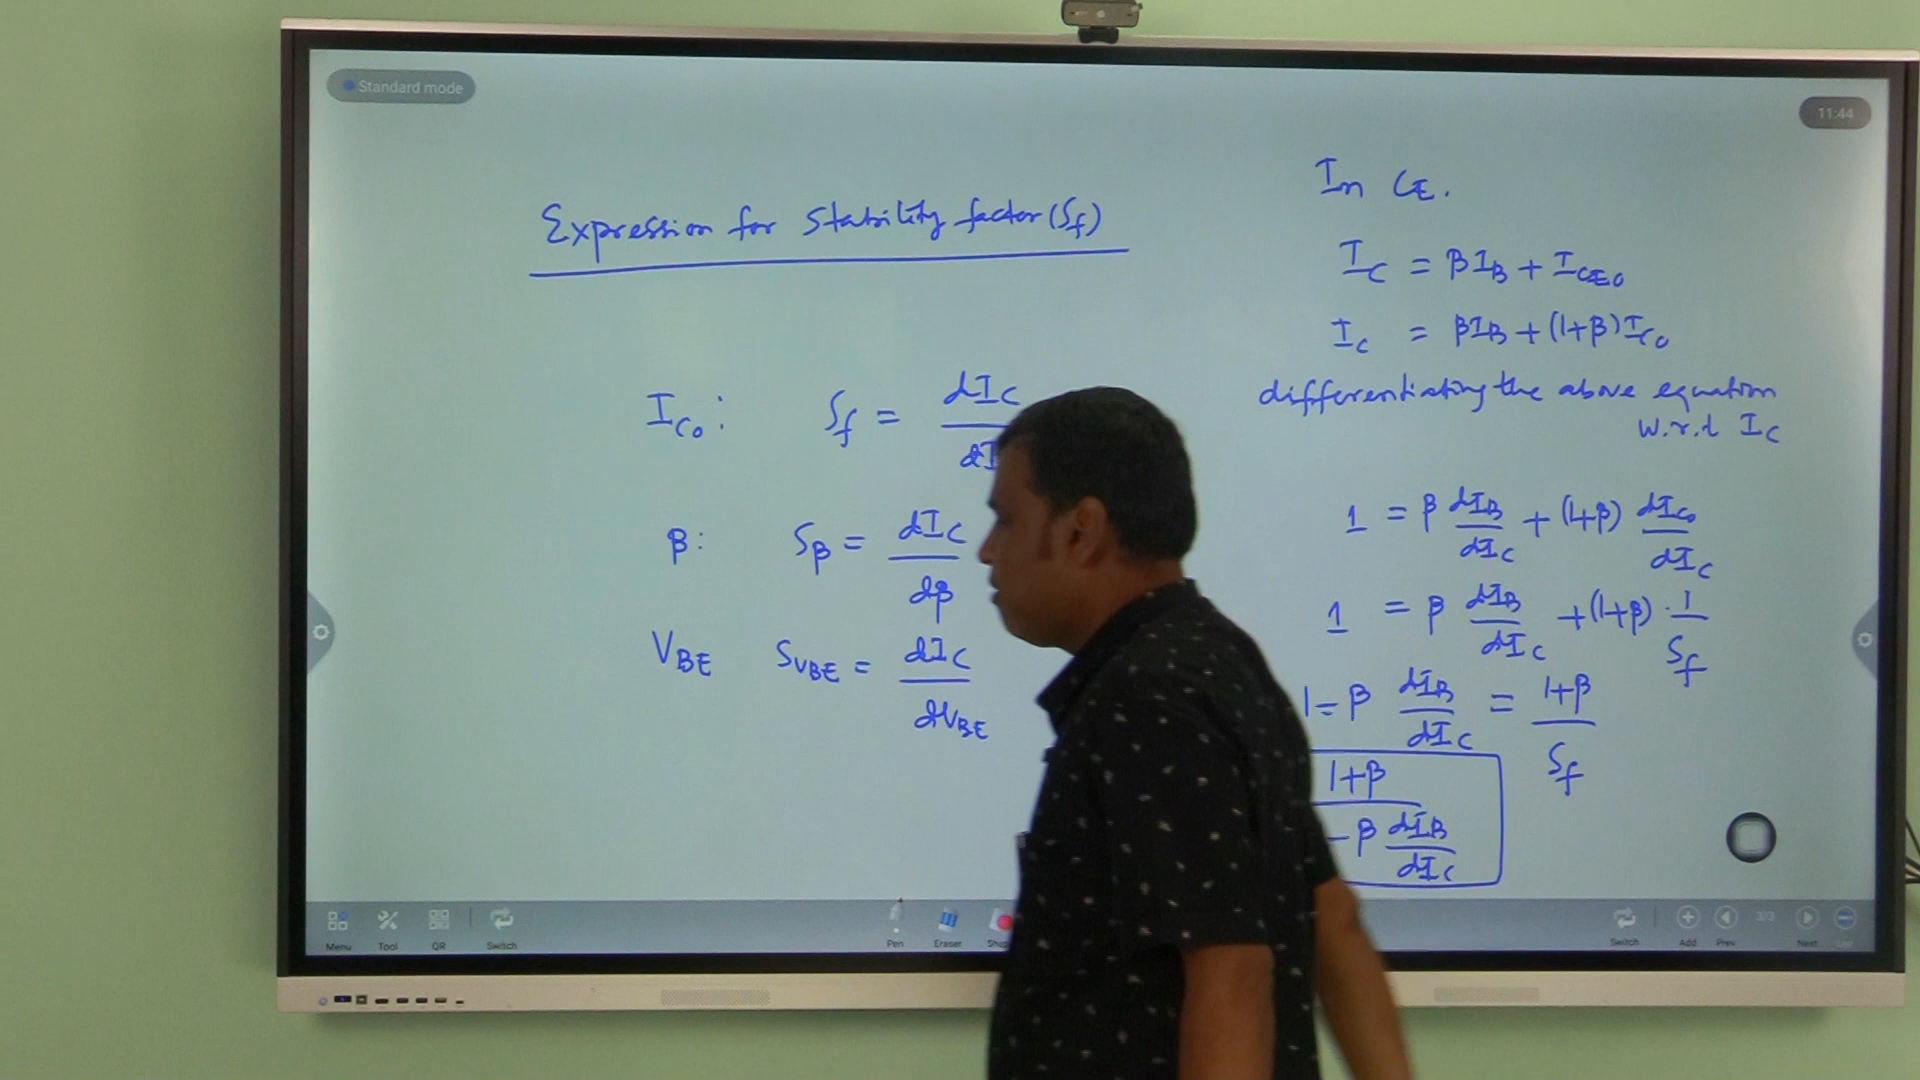 Standard mode
11:44
Expression for stability factor (Sf)
ICo : Sf = dIC
dI
β : Sβ = dIC / dβ
VBE SVBE = dIC / dVBE
In CE.
IC = βIB + ICEO
IC = βIB + (1+β)ICO
differentiating the above equation
w.r.t IC
1 = β dIB/dIC + (1+β) dICo/dIC
1 = β dIB/dIC + (1+β) · 1/Sf
1 - β dIB/dIC = 1+β / Sf
1+β
- β dIB/dIC
Menu Tool QR Switch Pen Eraser Switch Add Prev 3/3 Next